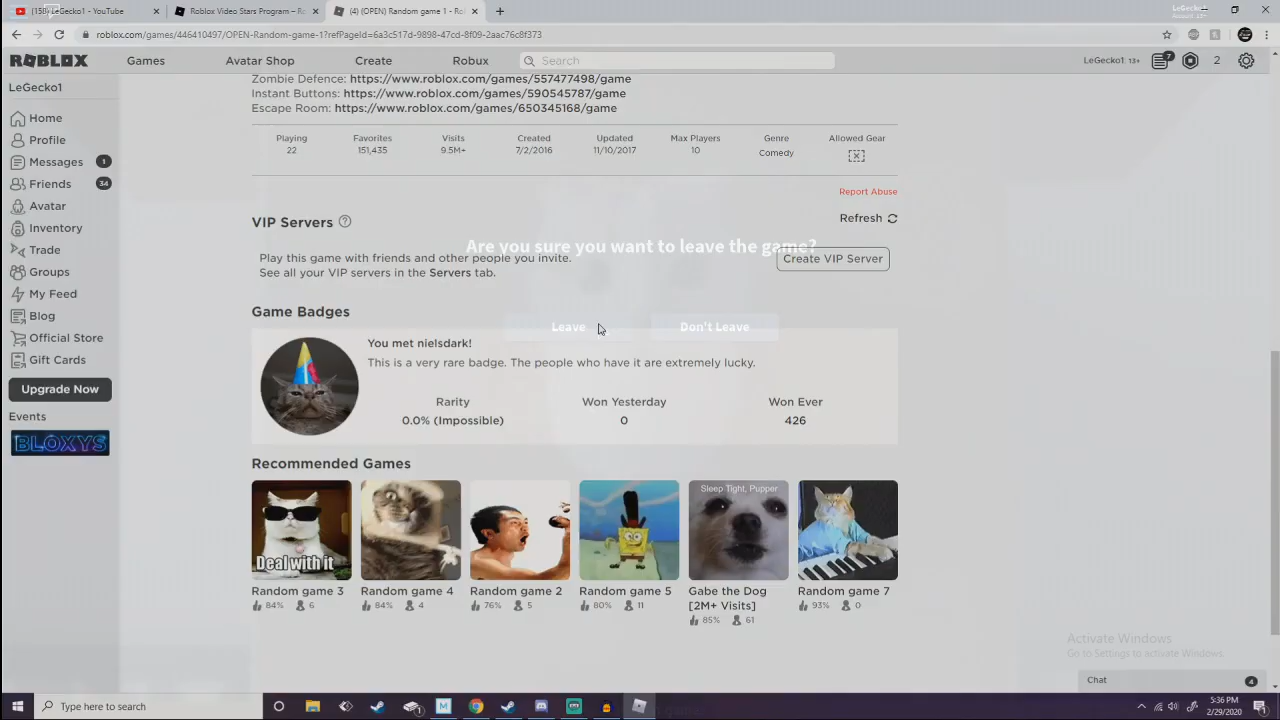 (158) LeGecko1 - YouTube
Roblox Video Stars Program – Ro
(4) (OPEN) Random game 1 - Rob
LeGecko1
roblox.com/games/446410497/OPEN-Random-game-1?refPageId=6a3c517d-9898-47cd-8f09-2aac76c8f373
ROBLOX
Games
Avatar Shop
Create
Robux
Search
LeGecko1: 13+
7
2
LeGecko1
Home
Profile
Messages
1
Friends
34
Avatar
Inventory
Trade
Groups
My Feed
Blog
Official Store
Gift Cards
Upgrade Now
Events
BLOXYS
Zombie Defence: https://www.roblox.com/games/557477498/game
Instant Buttons: https://www.roblox.com/games/590545787/game
Escape Room: https://www.roblox.com/games/650345168/game
Playing Favorites Visits Created Updated Max Players Genre Allowed Gear
22 151,435 9.5M+ 7/2/2016 11/10/2017 10 Comedy
Report Abuse
VIP Servers
Refresh
Are you sure you want to leave the game?
Play this game with friends and other people you invite.
See all your VIP servers in the Servers tab.
Create VIP Server
Game Badges
Leave
Don't Leave
You met nielsdark!
This is a very rare badge. The people who have it are extremely lucky.
Rarity Won Yesterday Won Ever
0.0% (Impossible) 0 426
Recommended Games
Deal with it
Sleep Tight, Pupper
Random game 3
84% 6
Random game 4
84% 4
Random game 2
76% 5
Random game 5
80% 11
Gabe the Dog
[2M+ Visits]
85% 61
Random game 7
93% 0
Activate Windows
Go to Settings to activate Windows.
Chat
4
Type here to search
5:36 PM
2/29/2020